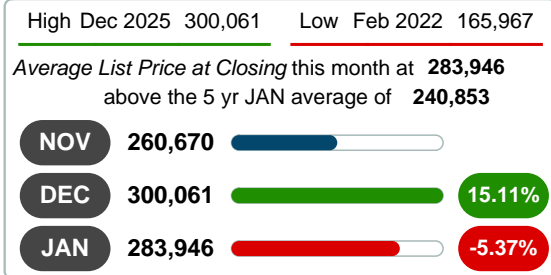 High Dec 2025 300,061 Low Feb 2022 165,967
Average List Price at Closing this month at 283,946
above the 5 yr JAN average of 240,853
NOV 260,670
DEC 300,061 15.11%
JAN 283,946 -5.37%